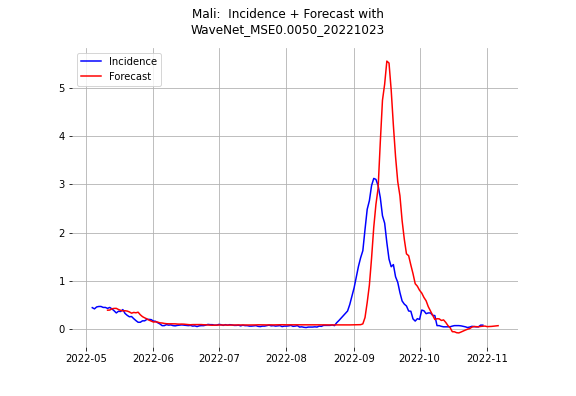 Mali:  Incidence + Forecast with
WaveNet_MSE0.0050_20221023
Incidence
Forecast
5
4
3
2
1
0
2022-05 2022-06 2022-07 2022-08 2022-09 2022-10 2022-11